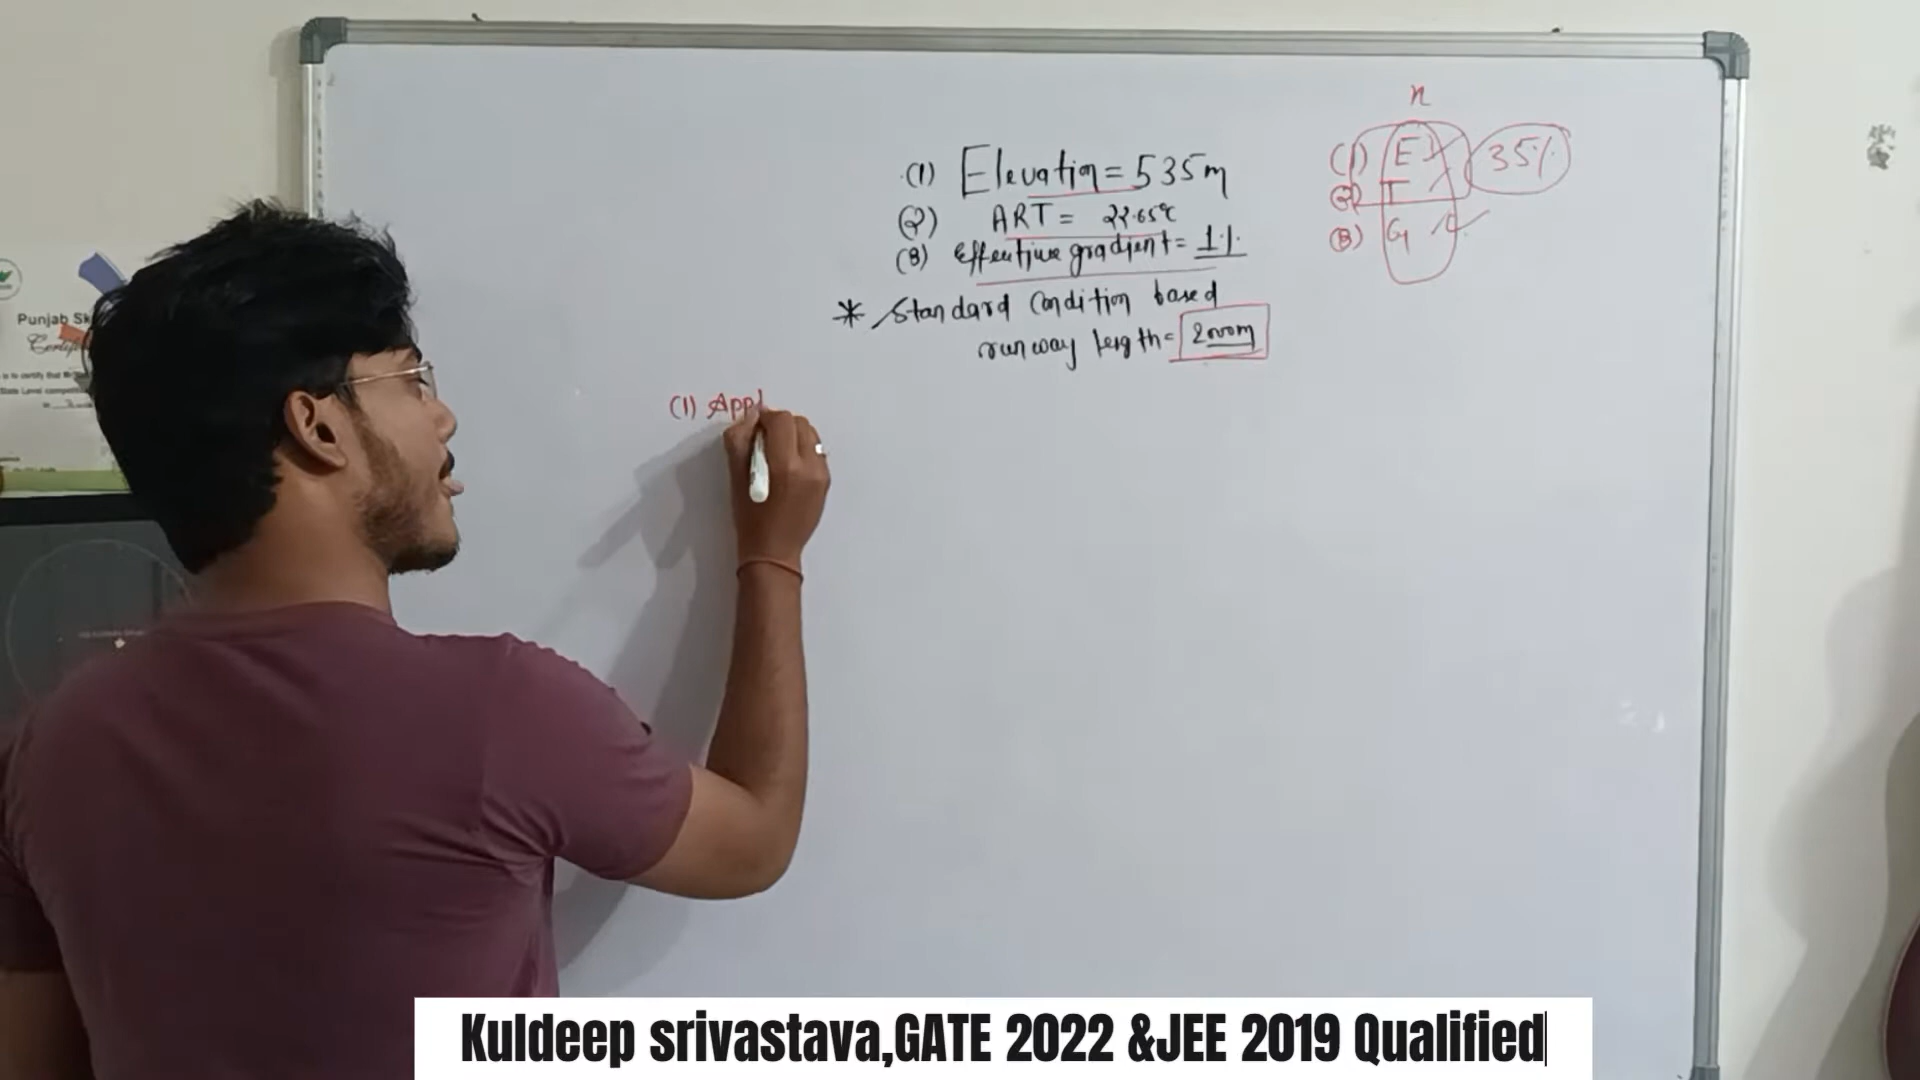 (1) Elevation = 535m
(2) ART = 22.65°C
(3) Effective gradient = 1%
* Standard Condition based
runway length = 2000m
n
(1) E 35%
(2) T
(3) G
(1) Appl
Punjab Sk
Kuldeep srivastava,GATE 2022 &JEE 2019 Qualified